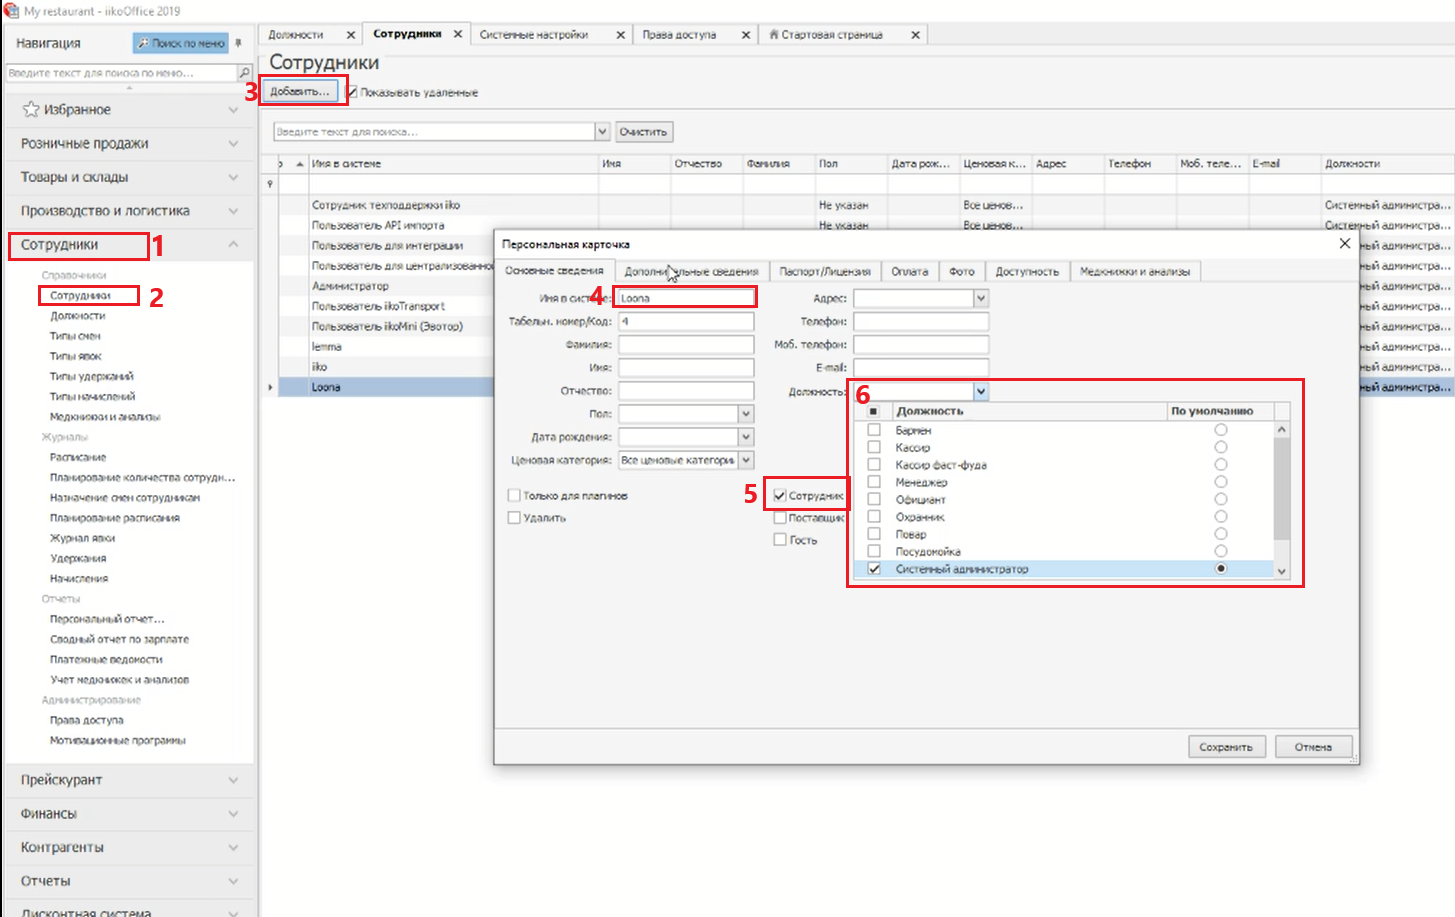 My restaurant - iikoOffice 2019
Навигация
Поиск по меню
Должности
Сотрудники
Системные настройки
Права доступа
Стартовая страница
Введите текст для поиска по меню...
Сотрудники
3
Добавить...
Показывать удаленные
Избранное
Розничные продажи
Товары и склады
Производство и логистика
Сотрудники
1
Справочники
Сотрудники
2
Должности
Типы смен
Типы явок
Типы удержаний
Типы начислений
Медкнижки и анализы
Журналы
Расписание
Планирование количества сотрудн...
Назначение смен сотрудникам
Планирование расписания
Журнал явки
Удержания
Начисления
Отчеты
Персональный отчет...
Сводный отчет по зарплате
Платежные ведомости
Учет медкнижек и анализов
Администрирование
Права доступа
Мотивационные программы
Прейскурант
Финансы
Контрагенты
Отчеты
Дисконтная система
Введите текст для поиска...
Очистить
Имя в системе
Имя
Отчество
Фамилия
Пол
Дата рож...
Ценовая к...
Адрес
Телефон
Моб. теле...
E-mail
Должности
Сотрудник техподдержки iiko
Не указан
Все ценов...
Системный администра...
Пользователь API импорта
Не указан
Все ценов...
Системный администра...
Пользователь для интеграции
ный администра...
Пользователь для централизованно
ный администра...
Администратор
ный администра...
Пользователь iikoTransport
ный администра...
Пользователь iikoMini (Эвотор)
ный администра...
lemma
ный администра...
iiko
ный администра...
Loona
ный администра...
Персональная карточка
Основные сведения
Дополнительные сведения
Паспорт/Лицензия
Оплата
Фото
Доступность
Медкнижки и анализы
4
Имя в системе:
Loona
Табельн. номер/Код:
4
Фамилия:
Имя:
Отчество:
Пол:
Дата рождения:
Ценовая категория:
Все ценовые категории
Только для плагинов
Удалить
Адрес:
Телефон:
Моб. телефон:
E-mail:
Должность:
5
Сотрудник
Поставщик
Гость
6
Должность
По умолчанию
Бармен
Кассир
Кассир фаст-фуда
Менеджер
Официант
Охранник
Повар
Посудомойка
Системный администратор
Сохранить
Отмена